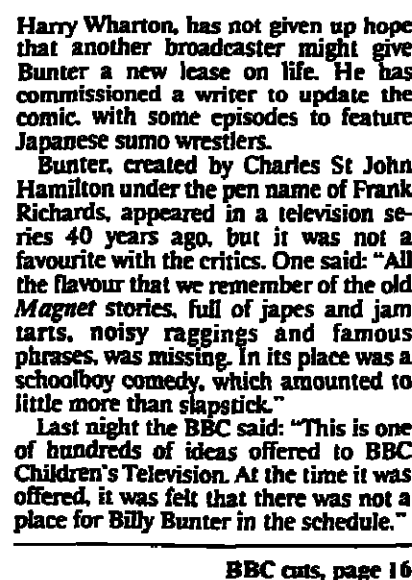 Harry Wharton, has not given up hope
that another broadcaster might give
Bunter a new lease on life. He has
commissioned a writer to update the
comic. with some episodes to feature
Japanese sumo wrestlers.
Bunter, created by Charles St John
Hamilton under the pen name of Frank
Richards, appeared in a television se-
ries 40 years ago, but it was not a
favourite with the critics. One said: “All
the flavour that we remember of the old
Magnet stories, full of japes and jam
tarts, noisy raggings and famous
phrases, was missing. In its place was a
schoolboy comedy, which amounted to
little more than slapstick.”
Last night the BBC said: “This is one
of hundreds of ideas offered to BBC
Children's Television. At the time it was
offered, it was felt that there was not a
place for Billy Bunter in the schedule.”
BBC cuts, page 16